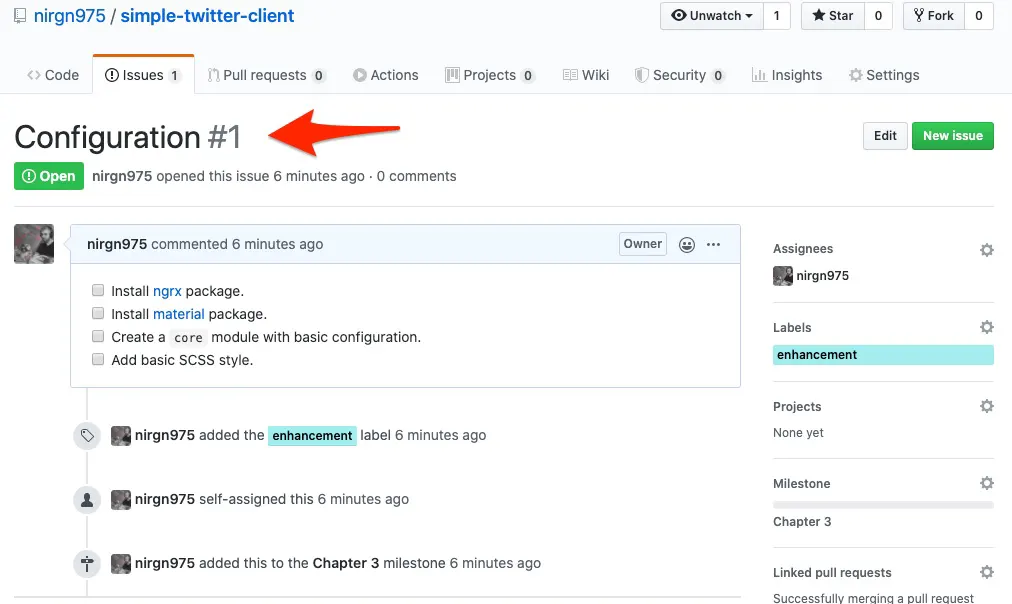 nirgn975 / simple-twitter-client
Unwatch 1 Star 0 Fork 0
Code Issues 1 Pull requests 0 Actions Projects 0 Wiki Security 0 Insights Settings
Configuration #1
Edit New issue
Open nirgn975 opened this issue 6 minutes ago · 0 comments
nirgn975 commented 6 minutes ago Owner
Install ngrx package.
Install material package.
Create a core module with basic configuration.
Add basic SCSS style.
nirgn975 added the enhancement label 6 minutes ago
nirgn975 self-assigned this 6 minutes ago
nirgn975 added this to the Chapter 3 milestone 6 minutes ago
Assignees
nirgn975
Labels
enhancement
Projects
None yet
Milestone
Chapter 3
Linked pull requests
Successfully merging a pull request